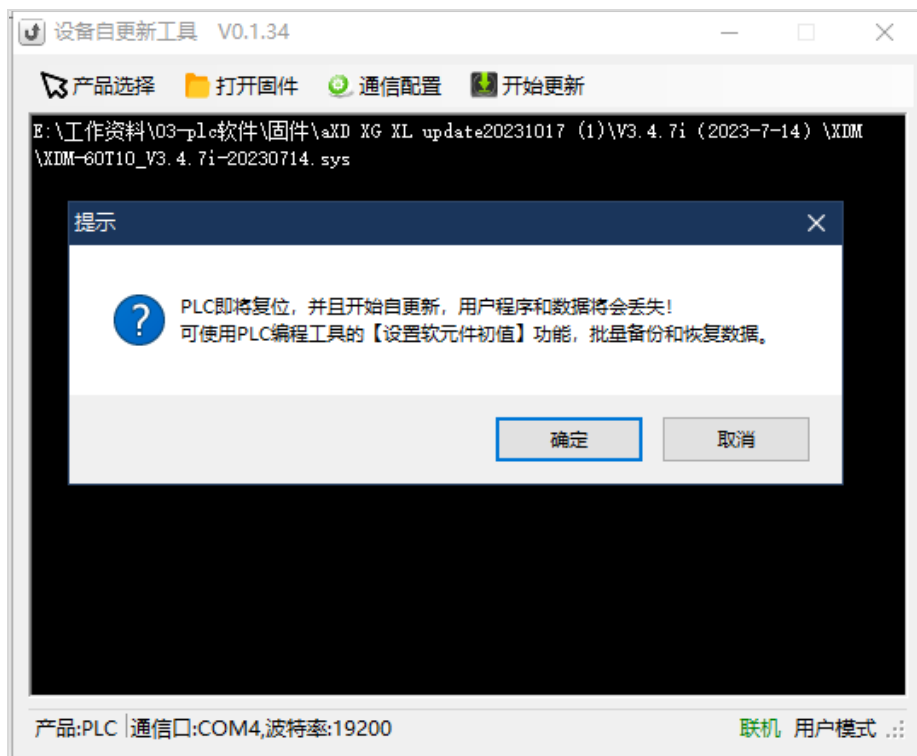 设备自更新工具 V0.1.34
产品选择 打开固件 通信配置 开始更新
E:\工作资料\03-plc软件\固件\aXD XG XL update20231017 (1)\V3.4.7i (2023-7-14) \XDM
\XDM-60T10_V3.4.7i-20230714.sys
提示
PLC即将复位，并且开始自更新，用户程序和数据将会丢失！
可使用PLC编程工具的【设置软元件初值】功能，批量备份和恢复数据。
确定 取消
产品:PLC 通信口:COM4,波特率:19200 联机 用户模式